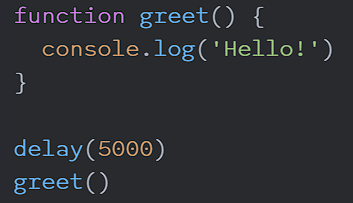 function greet() {
  console.log('Hello!')
}

delay(5000)
greet()